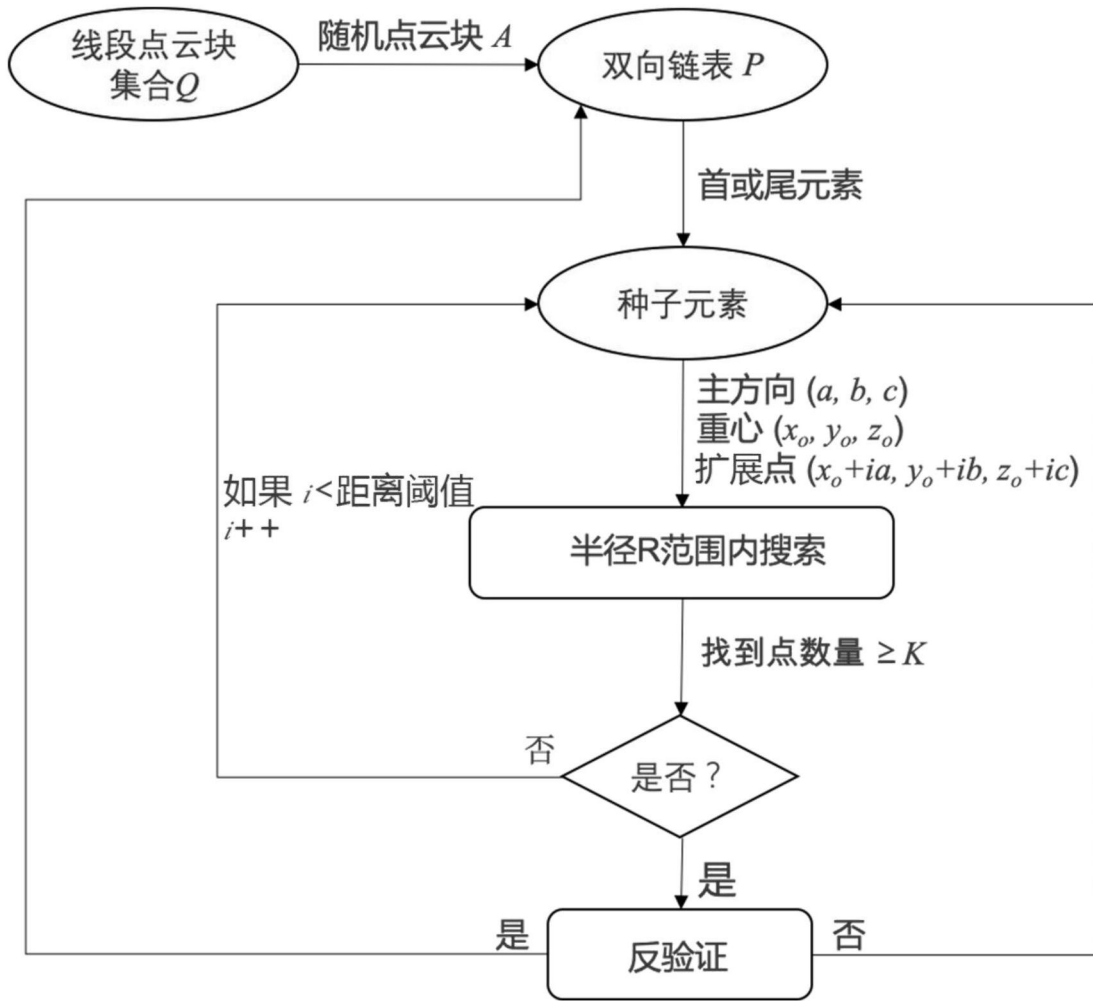 线段点云块
集合Q
随机点云块 A
双向链表 P
首或尾元素
种子元素
主方向 (a, b, c)
重心 (xₒ, yₒ, zₒ)
扩展点 (xₒ+ia, yₒ+ib, zₒ+ic)
如果 i<距离阈值
i++
半径R范围内搜索
找到点数量 ≥K
否
是否？
是
是
反验证
否